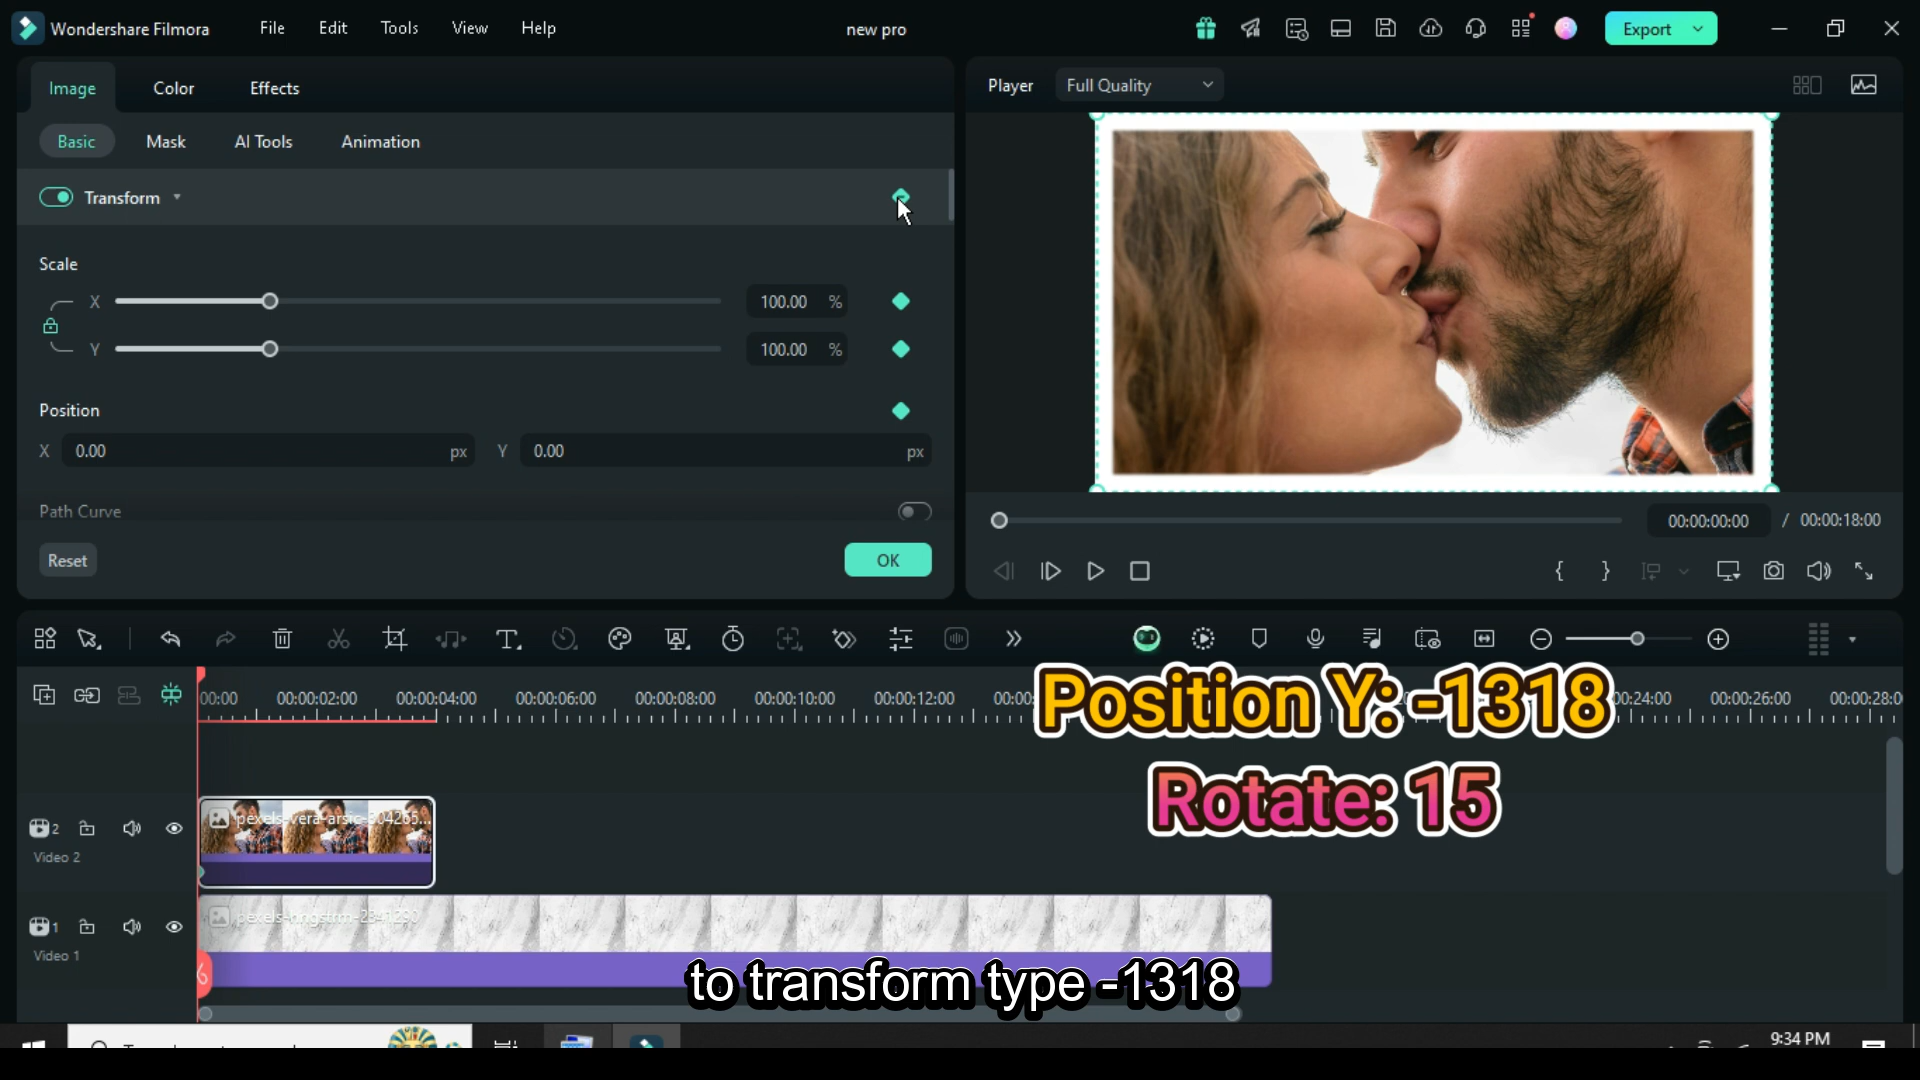 Wondershare Filmora File Edit Tools View Help new pro Export
Image Color Effects
Player Full Quality
Basic Mask AI Tools Animation
Transform
Scale
X 100.00 %
Y 100.00 %
Position
X 0.00 px Y 0.00 px
Path Curve
Reset OK
00:00:00:00 / 00:00:18:00
00:00 00:00:02:00 00:00:04:00 00:00:06:00 00:00:08:00 00:00:10:00 00:00:12:00 00:00: :24:00 00:00:26:00 00:00:28:0
Position Y: -1318
Rotate: 15
2 pexels-vera-arsic-304265...
Video 2
1
Video 1
to transform type -1318
9:34 PM